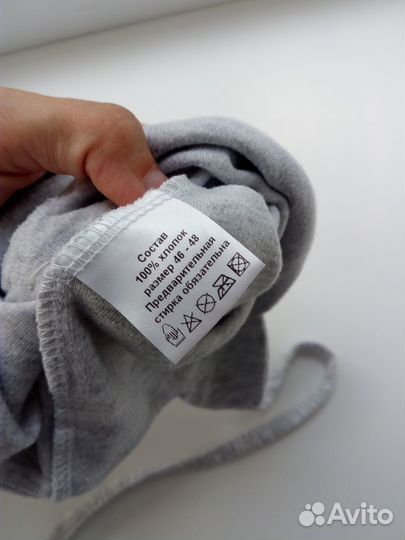 Состав
100% хлопок
размер 46 - 48
Предварительная
стирка обязательна
Avito